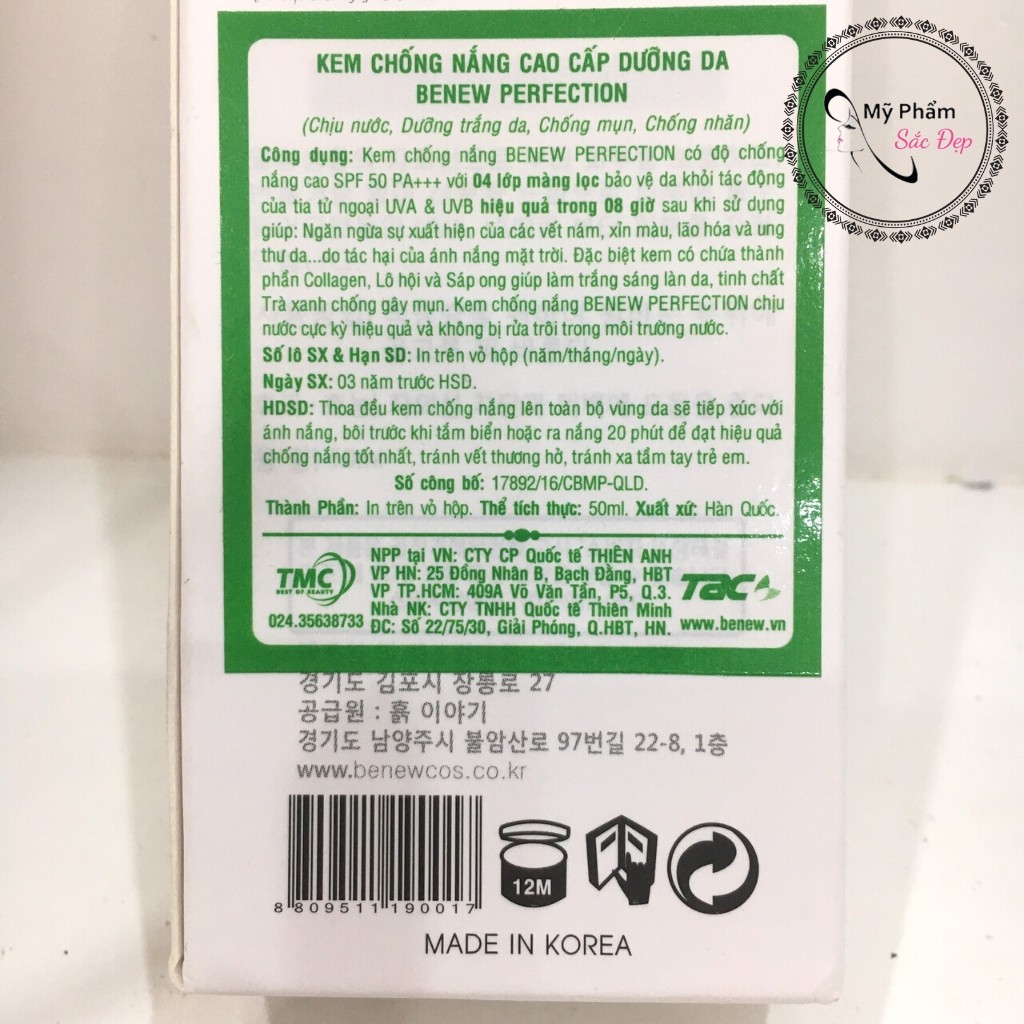 KEM CHỐNG NẮNG CAO CẤP DƯỠNG DA
BENEW PERFECTION
(Chịu nước, Dưỡng trắng da, Chống mụn, Chống nhăn)
Công dụng: Kem chống nắng BENEW PERFECTION có độ chống
nắng cao SPF 50 PA+++ với 04 lớp màng lọc bảo vệ da khỏi tác động
của tia tử ngoại UVA & UVB hiệu quả trong 08 giờ sau khi sử dụng
giúp: Ngăn ngừa sự xuất hiện của các vết nám, xỉn màu, lão hóa và ung
thư da...do tác hại của ánh nắng mặt trời. Đặc biệt kem có chứa thành
phần Collagen, Lô hội và Sáp ong giúp làm trắng sáng làn da, tinh chất
Trà xanh chống gây mụn. Kem chống nắng BENEW PERFECTION chịu
nước cực kỳ hiệu quả và không bị rửa trôi trong môi trường nước.
Số lô SX & Hạn SD: In trên vỏ hộp (năm/tháng/ngày).
Ngày SX: 03 năm trước HSD.
HDSD: Thoa đều kem chống nắng lên toàn bộ vùng da sẽ tiếp xúc với
ánh nắng, bôi trước khi tắm biển hoặc ra nắng 20 phút để đạt hiệu quả
chống nắng tốt nhất, tránh vết thương hở, tránh xa tầm tay trẻ em.
Số công bố: 17892/16/CBMP-QLD.
Thành Phần: In trên vỏ hộp. Thể tích thực: 50ml. Xuất xứ: Hàn Quốc.
NPP tại VN: CTY CP Quốc tế THIÊN ANH
VP HN: 25 Đồng Nhân B, Bạch Đằng, HBT
VP TP.HCM: 409A Võ Văn Tần, P5, Q.3.
Nhà NK: CTY TNHH Quốc tế Thiên Minh
ĐC: Số 22/75/30, Giải Phóng, Q.HBT, HN.
TMC
BEST OF BEAUTY
024.35638733
TAC
www.benew.vn
경기도 김포시 장릉로 27
공급원 : 흙 이야기
경기도 남양주시 불암산로 97번길 22-8, 1층
www.benewcos.co.kr
8 809511 190017
12M
MADE IN KOREA
Mỹ Phẩm
Sắc Đẹp